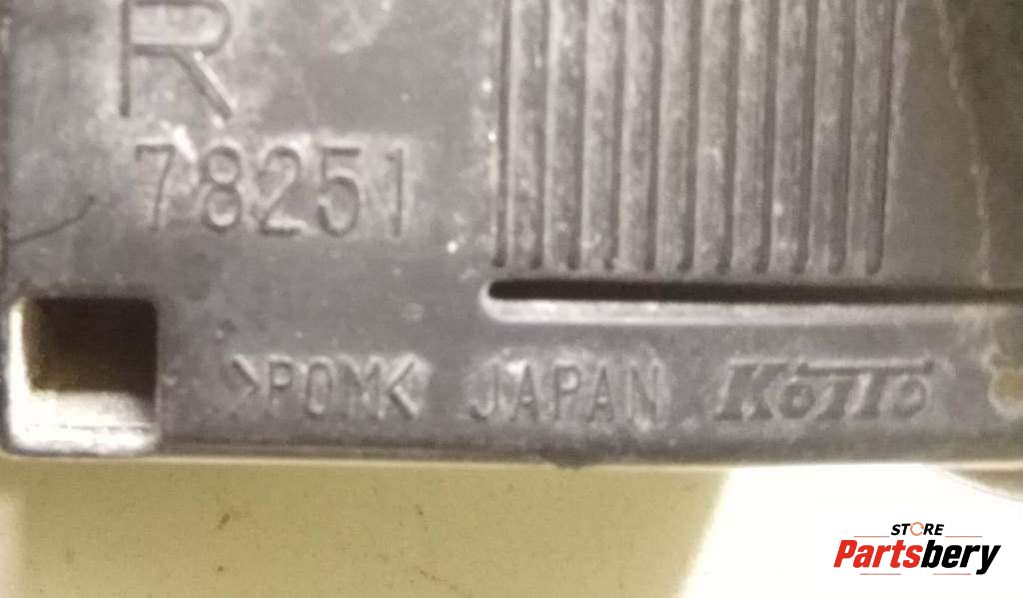 R
78251
>POM< JAPAN KOITO
STORE
Partsbery